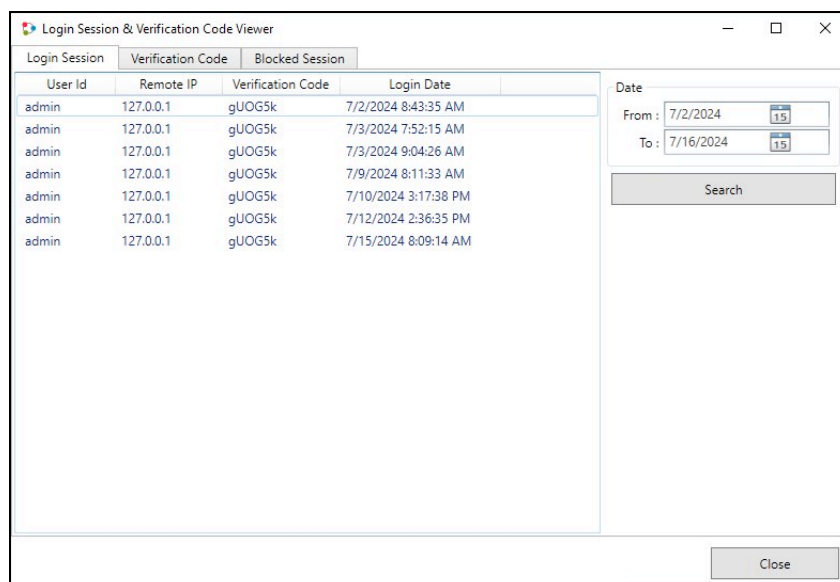 Login Session & Verification Code Viewer
Login Session Verification Code Blocked Session
User Id Remote IP Verification Code Login Date
admin 127.0.0.1 gUOG5k 7/2/2024 8:43:35 AM
admin 127.0.0.1 gUOG5k 7/3/2024 7:52:15 AM
admin 127.0.0.1 gUOG5k 7/3/2024 9:04:26 AM
admin 127.0.0.1 gUOG5k 7/9/2024 8:11:33 AM
admin 127.0.0.1 gUOG5k 7/10/2024 3:17:38 PM
admin 127.0.0.1 gUOG5k 7/12/2024 2:36:35 PM
admin 127.0.0.1 gUOG5k 7/15/2024 8:09:14 AM
Date
From : 7/2/2024 15
To : 7/16/2024 15
Search
Close